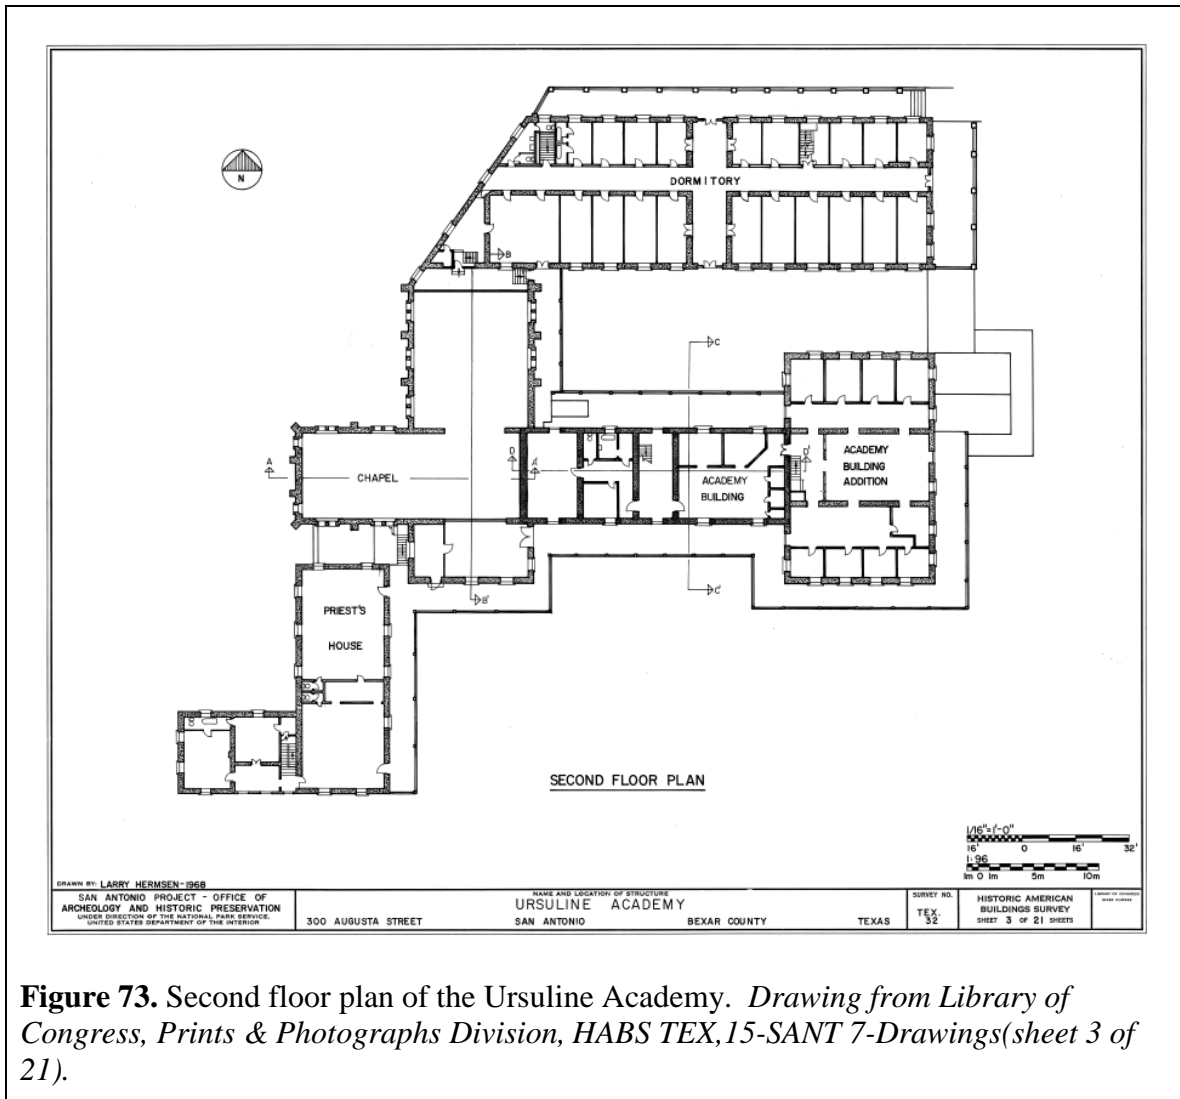 N
DORMITORY
B
C
A
CHAPEL
D
A'
ACADEMY
BUILDING
D'
ACADEMY
BUILDING
ADDITION
B'
C'
PRIEST'S
HOUSE
SECOND FLOOR PLAN
1/16"=1'-0"
16' 0 16' 32'
1:96
1m 0 1m 5m 10m
DRAWN BY: LARRY HERMSEN-1968
SAN ANTONIO PROJECT - OFFICE OF
ARCHEOLOGY AND HISTORIC PRESERVATION
UNDER DIRECTION OF THE NATIONAL PARK SERVICE,
UNITED STATES DEPARTMENT OF THE INTERIOR
NAME AND LOCATION OF STRUCTURE
URSULINE ACADEMY
300 AUGUSTA STREET SAN ANTONIO BEXAR COUNTY TEXAS
SURVEY NO.
TEX.
32
HISTORIC AMERICAN
BUILDINGS SURVEY
SHEET 3 OF 21 SHEETS
LIBRARY OF CONGRESS
Figure 73. Second floor plan of the Ursuline Academy. Drawing from Library of
Congress, Prints & Photographs Division, HABS TEX,15-SANT 7-Drawings(sheet 3 of
21).